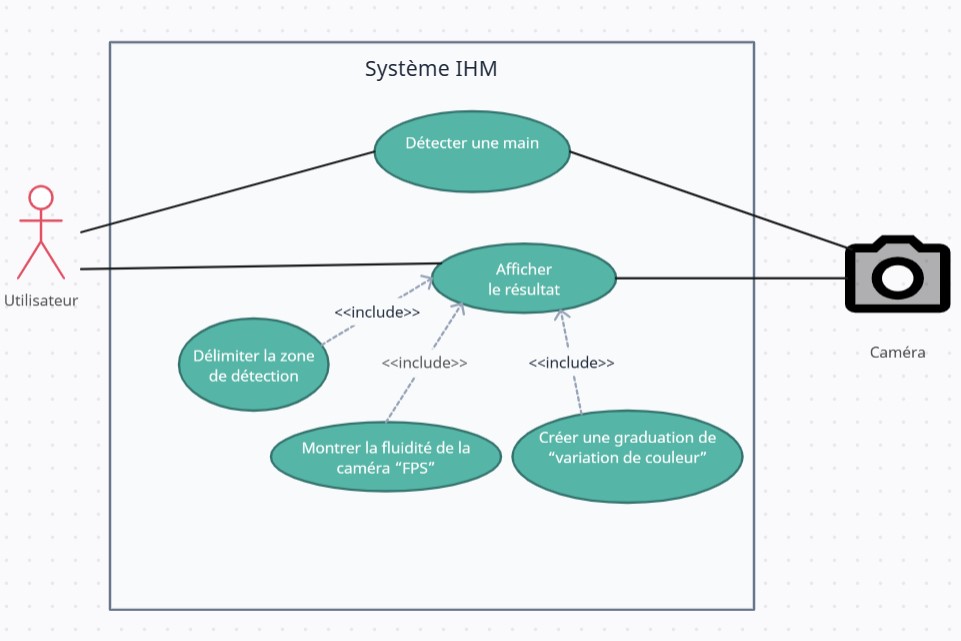 Système IHM
Détecter une main
Afficher
le résultat
Utilisateur
<<include>>
Caméra
Délimiter la zone
de détection
<<include>>
<<include>>
Montrer la fluidité de la
caméra “FPS”
Créer une graduation de
“variation de couleur”